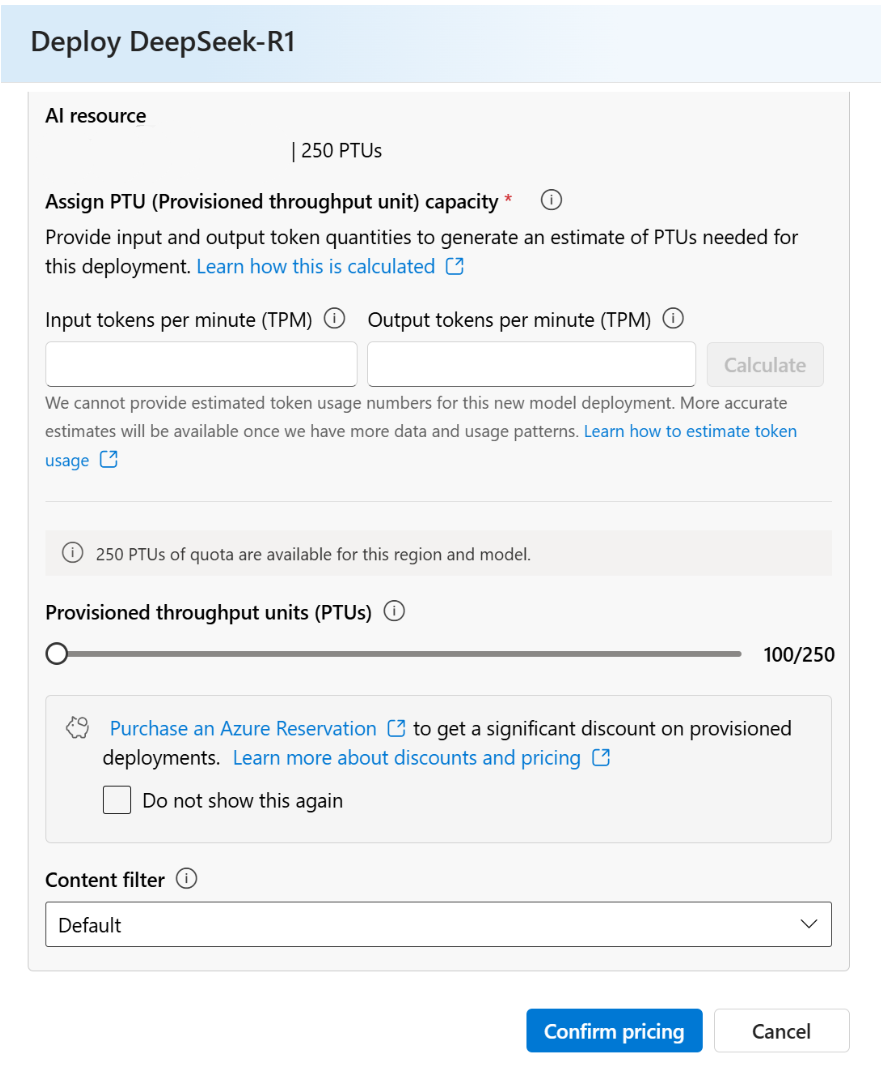 Deploy DeepSeek-R1
AI resource
| 250 PTUs
Assign PTU (Provisioned throughput unit) capacity *
Provide input and output token quantities to generate an estimate of PTUs needed for
this deployment. Learn how this is calculated
Input tokens per minute (TPM) Output tokens per minute (TPM)
Calculate
We cannot provide estimated token usage numbers for this new model deployment. More accurate
estimates will be available once we have more data and usage patterns. Learn how to estimate token
usage
250 PTUs of quota are available for this region and model.
Provisioned throughput units (PTUs)
100/250
Purchase an Azure Reservation to get a significant discount on provisioned
deployments. Learn more about discounts and pricing
Do not show this again
Content filter
Default
Confirm pricing Cancel